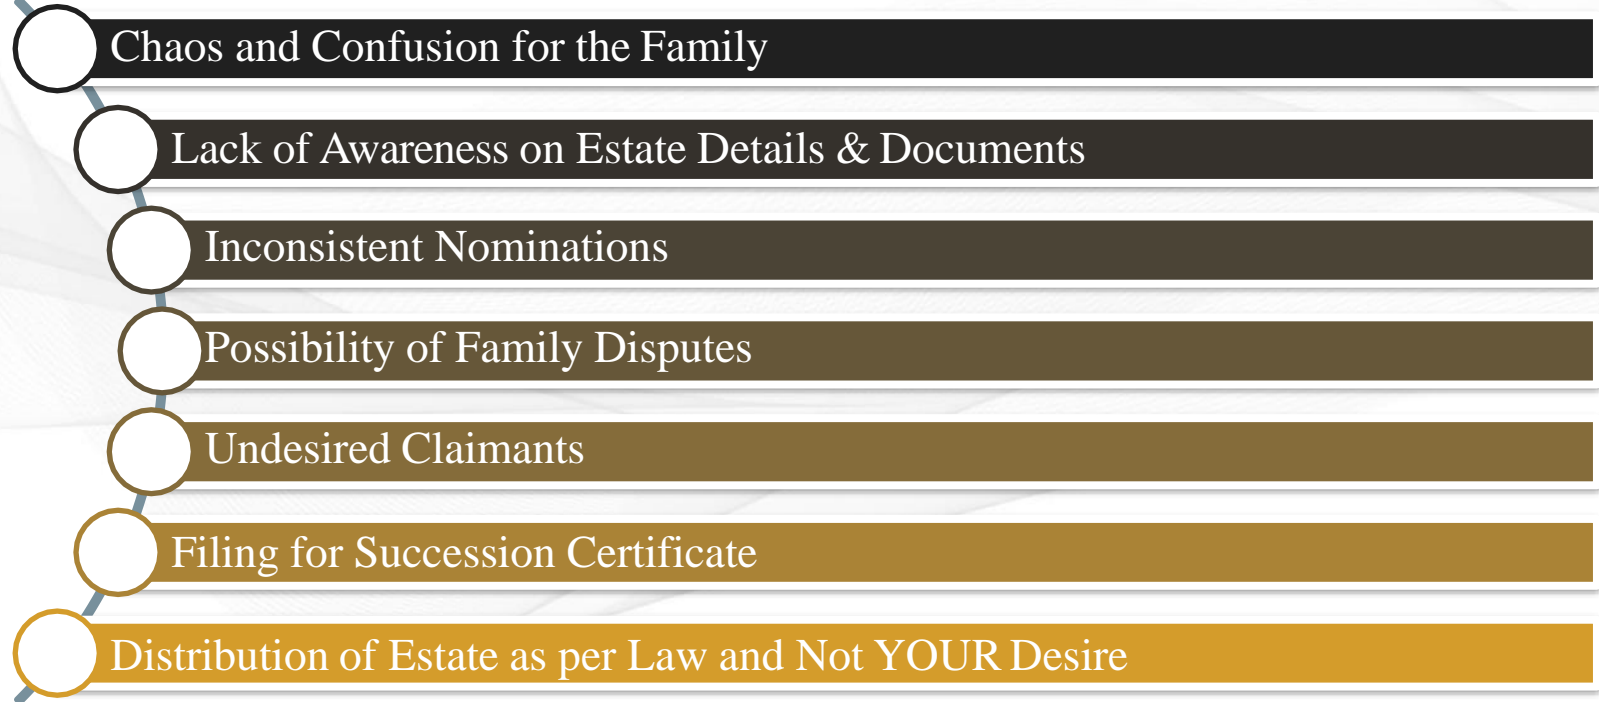 Chaos and Confusion for the Family
Lack of Awareness on Estate Details & Documents
Inconsistent Nominations
Possibility of Family Disputes
Undesired Claimants
Filing for Succession Certificate
Distribution of Estate as per Law and Not YOUR Desire